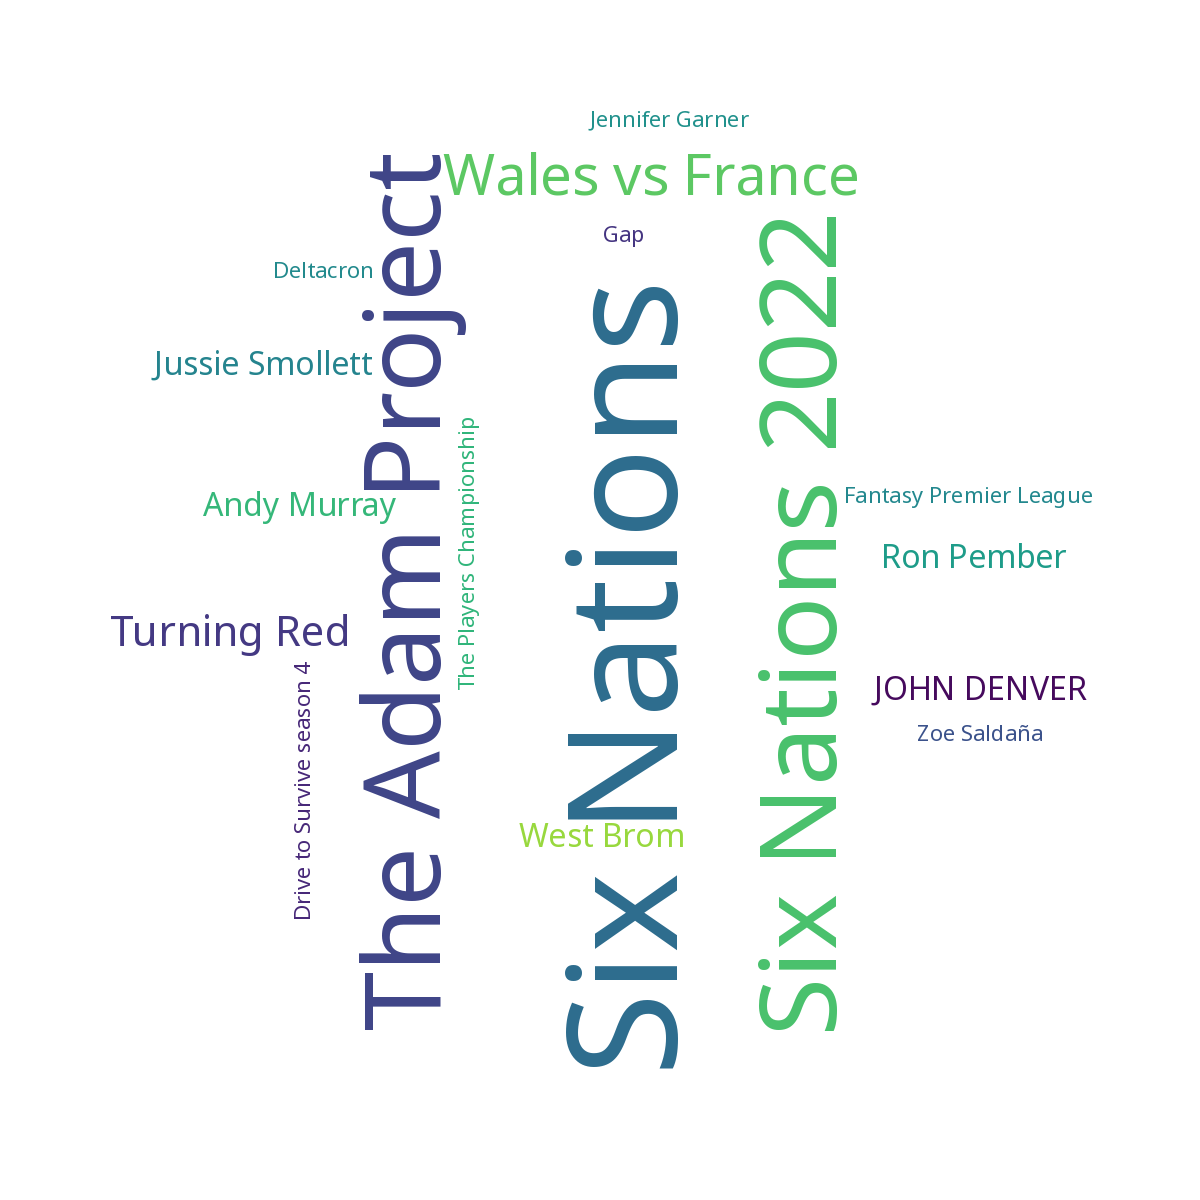 Jennifer Garner
Wales vs France
Gap
Deltacron
Jussie Smollett
Andy Murray
Turning Red
Drive to Survive season 4
The Adam Project
The Players Championship
Six Nations
West Brom
Six Nations 2022
Fantasy Premier League
Ron Pember
JOHN DENVER
Zoe Saldaña